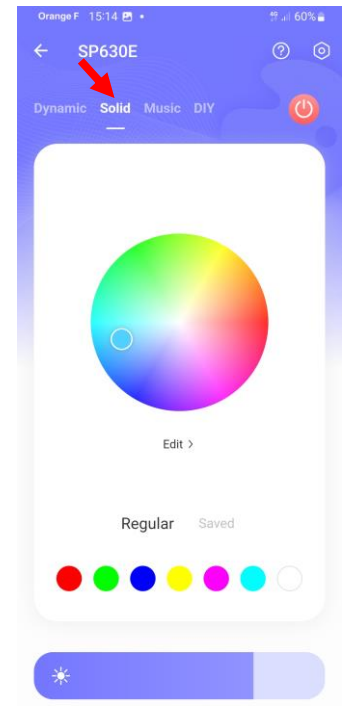 Orange F 15:14
60%
SP630E
Dynamic Solid Music DIY
Edit >
Regular Saved